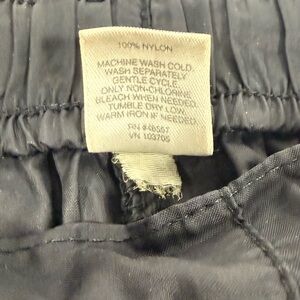 100% NYLON
MACHINE WASH COLD.
WASH SEPARATELY
GENTLE CYCLE.
ONLY NON-CHLORINE
BLEACH WHEN NEEDED.
TUMBLE DRY LOW.
WARM IRON IF NEEDED.
RN #48557
VN 103705